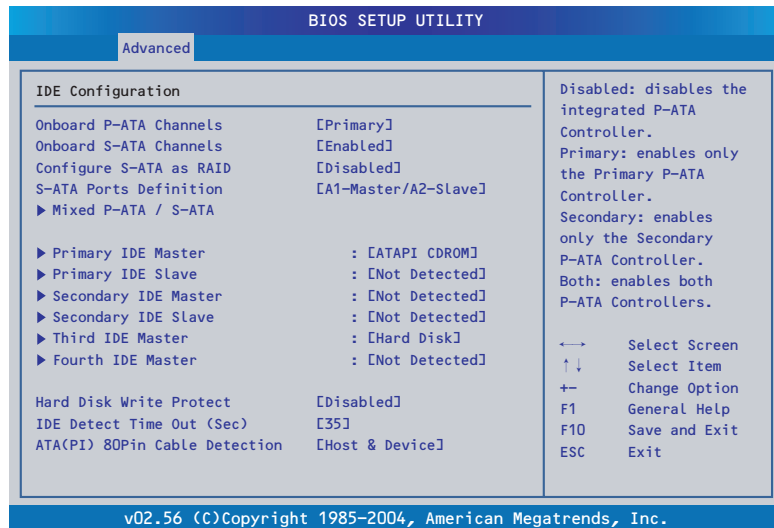 BIOS SETUP UTILITY
Advanced
IDE Configuration
Onboard P-ATA Channels [Primary]
Onboard S-ATA Channels [Enabled]
Configure S-ATA as RAID [Disabled]
S-ATA Ports Definition [A1-Master/A2-Slave]
▶ Mixed P-ATA / S-ATA
▶ Primary IDE Master : [ATAPI CDROM]
▶ Primary IDE Slave : [Not Detected]
▶ Secondary IDE Master : [Not Detected]
▶ Secondary IDE Slave : [Not Detected]
▶ Third IDE Master : [Hard Disk]
▶ Fourth IDE Master : [Not Detected]
Hard Disk Write Protect [Disabled]
IDE Detect Time Out (Sec) [35]
ATA(PI) 80Pin Cable Detection [Host & Device]
Disabled: disables the
integrated P-ATA
Controller.
Primary: enables only
the Primary P-ATA
Controller.
Secondary: enables
only the Secondary
P-ATA Controller.
Both: enables both
P-ATA Controllers.
←→ Select Screen
↑↓ Select Item
+- Change Option
F1 General Help
F10 Save and Exit
ESC Exit
v02.56 (C)Copyright 1985-2004, American Megatrends, Inc.